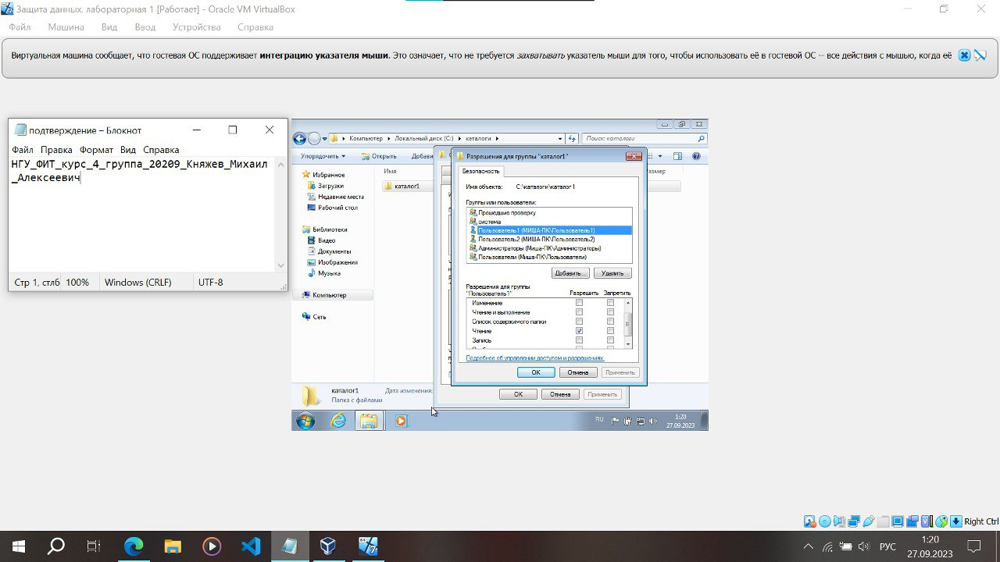 Защита данных, лабораторная 1 [Работает] - Oracle VM VirtualBox
Файл Машина Вид Ввод Устройства Справка
Виртуальная машина сообщает, что гостевая ОС поддерживает интеграцию указателя мыши. Это означает, что не требуется захватывать указатель мыши для того, чтобы использовать её в гостевой ОС -- все действия с мышью, когда её
подтверждение – Блокнот
Файл Правка Формат Вид Справка
НГУ_ФИТ_курс_4_группа_20209_Княжев_Михаил
_Алексеевич
Стр 1, стлб 100% Windows (CRLF) UTF-8
Компьютер Локальный диск (C:) каталоги
Поиск: каталоги
Упорядочить Открыть Добави
Имя
азмер
Избранное
Загрузки
Недавние места
Рабочий стол
Библиотеки
Видео
Документы
Изображения
Музыка
Компьютер
Сеть
каталог1
Разрешения для группы "каталог1"
Безопасность
Имя объекта: C:\каталоги\каталог1
Группы или пользователи:
Прошедшие проверку
система
Пользователь1 (МИША-ПК\Пользователь1)
Пользователь2 (МИША-ПК\Пользователь2)
Администраторы (Миша-ПК\Администраторы)
Пользователи (Миша-ПК\Пользователи)
Добавить... Удалить
Разрешения для группы
"Пользователь1" Разрешить Запретить
Изменение
Чтение и выполнение
Список содержимого папки
Чтение
Запись
Подробнее об управлении доступом и разрешениях
ОК Отмена Применить
ОК Отмена Применить
каталог1 Дата изменения:
Папка с файлами
RU 1:20
27.09.2023
Right Ctrl
РУС 1:20
27.09.2023